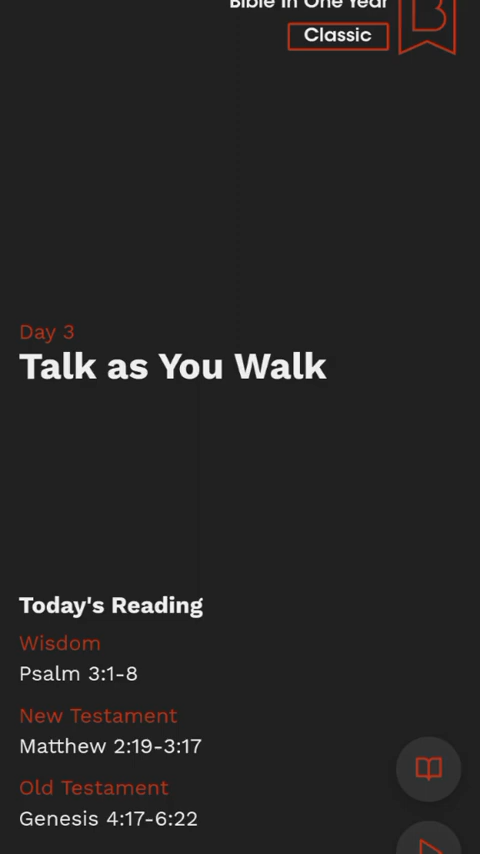 Bible In One Year
Classic
Day 3
Talk as You Walk
Today's Reading
Wisdom
Psalm 3:1-8
New Testament
Matthew 2:19-3:17
Old Testament
Genesis 4:17-6:22